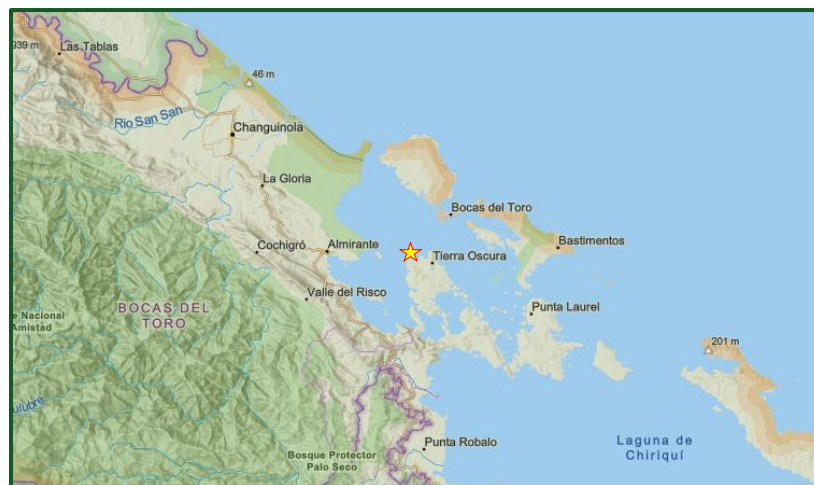 939 m
Las Tablas
46 m
Rio San San
Changuinola
La Gloria
Bocas del Toro
Cochigró
Almirante
Tierra Oscura
Bastimentos
Valle del Risco
BOCAS DEL
TORO
Punta Laurel
e Nacional
Amistad
201 m
ulubre
Punta Robalo
Laguna de
Chiriquí
Bosque Protector
Palo Seco